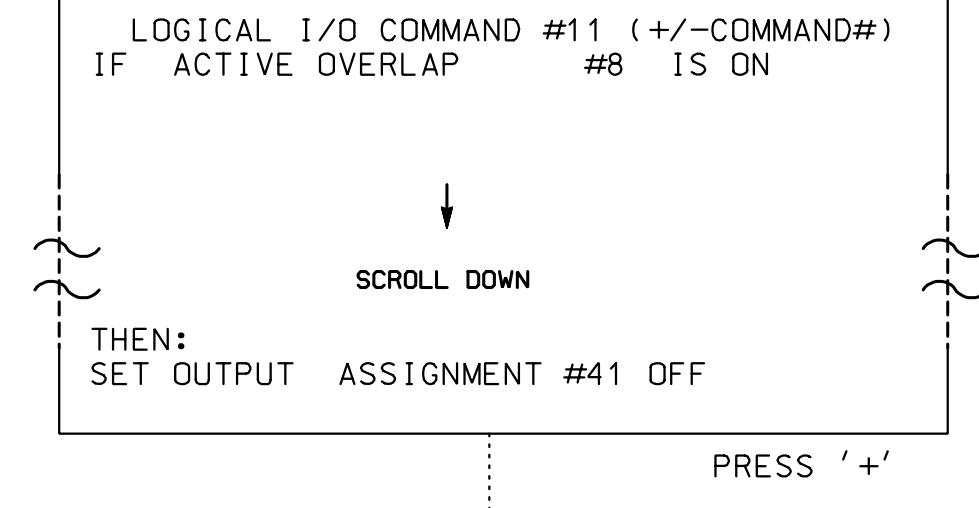 LOGICAL I/O COMMAND #11 (+/-COMMAND#)
IF ACTIVE OVERLAP #8 IS ON
SCROLL DOWN
THEN:
SET OUTPUT ASSIGNMENT #41 OFF
PRESS '+'